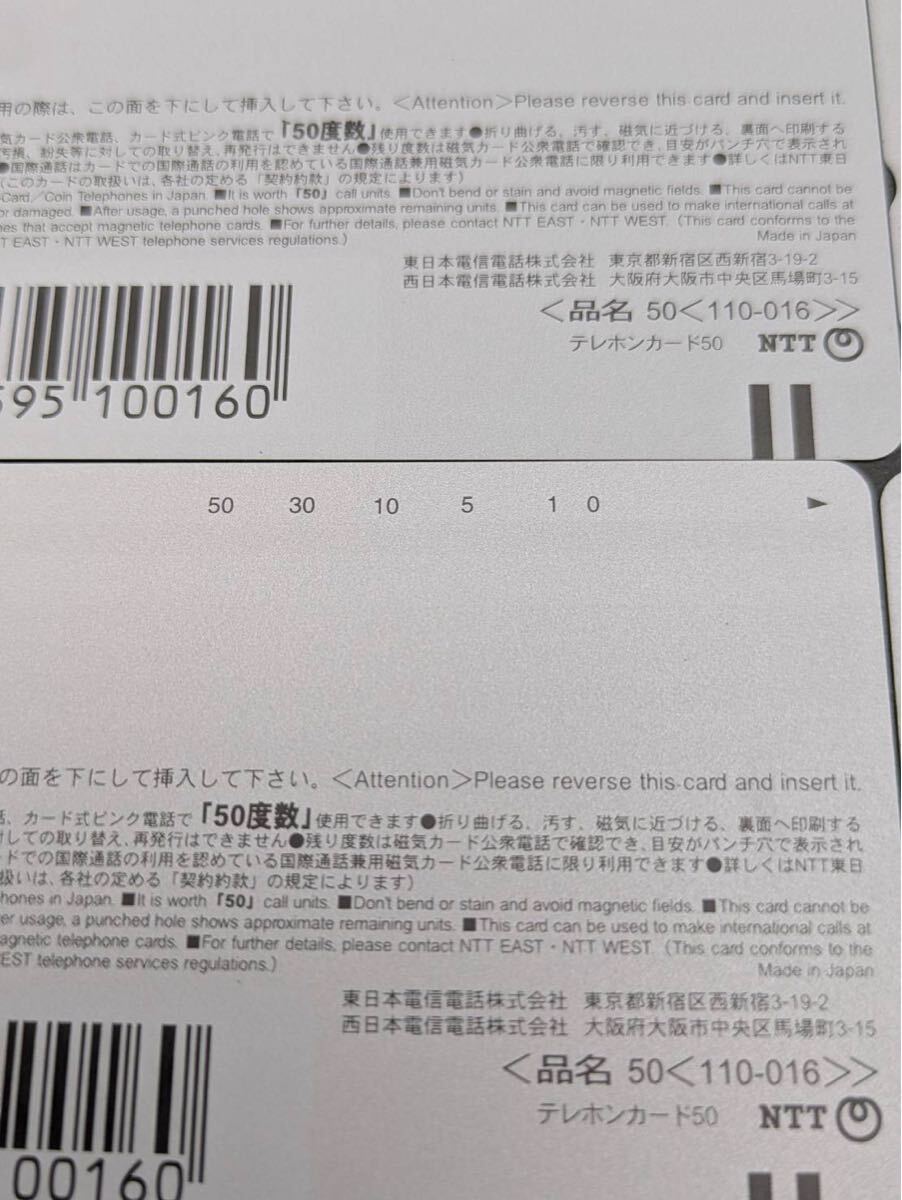 用の際は、この面を下にして挿入して下さい。＜Attention＞Please reverse this card and insert it.
気カード公衆電話、カード式ピンク電話で「50度数」使用できます●折り曲げる、汚す、磁気に近づける、裏面へ印刷する
汚損、紛失等に対しての取り替え、再発行はできません●残り度数は磁気カード公衆電話で確認でき、目安がパンチ穴で表示され
●国際通話はカードでの国際通話の利用を認めている国際通話兼用磁気カード公衆電話に限り利用できます●詳しくはNTT東日
（このカードの取扱いは、各社の定める「契約約款」の規定によります）
Card／Coin Telephones in Japan. ■It is worth「50」call units. ■Don't bend or stain and avoid magnetic fields. ■This card cannot be
or damaged. ■After usage, a punched hole shows approximate remaining units. ■This card can be used to make international calls at
nes that accept magnetic telephone cards. ■For further details, please contact NTT EAST・NTT WEST.（This card conforms to the
T EAST・NTT WEST telephone services regulations.）
Made in Japan
東日本電信電話株式会社 東京都新宿区西新宿3-19-2
西日本電信電話株式会社 大阪府大阪市中央区馬場町3-15
＜品名 50＜110-016＞＞
テレホンカード50 NTT
595 100160
50 30 10 5 1 0 ►
の面を下にして挿入して下さい。＜Attention＞Please reverse this card and insert it.
話、カード式ピンク電話で「50度数」使用できます●折り曲げる、汚す、磁気に近づける、裏面へ印刷する
対しての取り替え、再発行はできません●残り度数は磁気カード公衆電話で確認でき、目安がパンチ穴で表示され
ードでの国際通話の利用を認めている国際通話兼用磁気カード公衆電話に限り利用できます●詳しくはNTT東日
扱いは、各社の定める「契約約款」の規定によります）
hones in Japan. ■It is worth「50」call units. ■Don't bend or stain and avoid magnetic fields. ■This card cannot be
er usage, a punched hole shows approximate remaining units. ■This card can be used to make international calls at
agnetic telephone cards. ■For further details, please contact NTT EAST・NTT WEST.（This card conforms to the
EST telephone services regulations.）
Made in Japan
東日本電信電話株式会社 東京都新宿区西新宿3-19-2
西日本電信電話株式会社 大阪府大阪市中央区馬場町3-15
＜品名 50＜110-016＞＞
テレホンカード50 NTT
00160